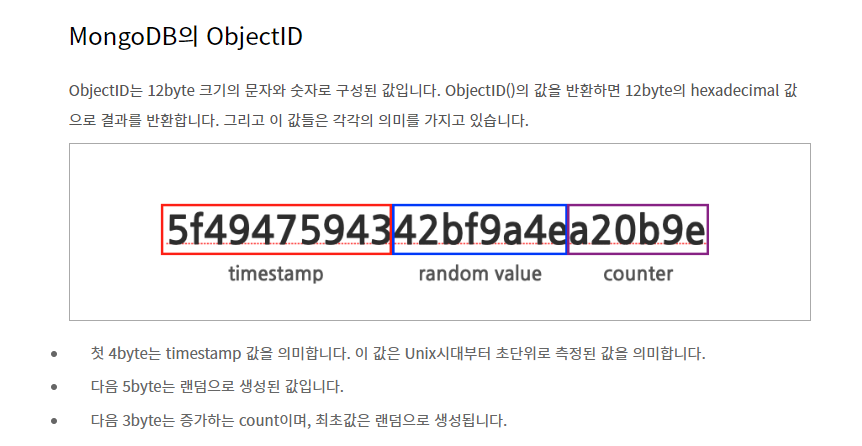 MongoDB의 ObjectID
ObjectID는 12byte 크기의 문자와 숫자로 구성된 값입니다. ObjectID()의 값을 반환하면 12byte의 hexadecimal 값
으로 결과를 반환합니다. 그리고 이 값들은 각각의 의미를 가지고 있습니다.
5f4947594342bf9a4ea20b9e
timestamp random value counter
첫 4byte는 timestamp 값을 의미합니다. 이 값은 Unix시대부터 초단위로 측정된 값을 의미합니다.
다음 5byte는 랜덤으로 생성된 값입니다.
다음 3byte는 증가하는 count이며, 최초값은 랜덤으로 생성됩니다.